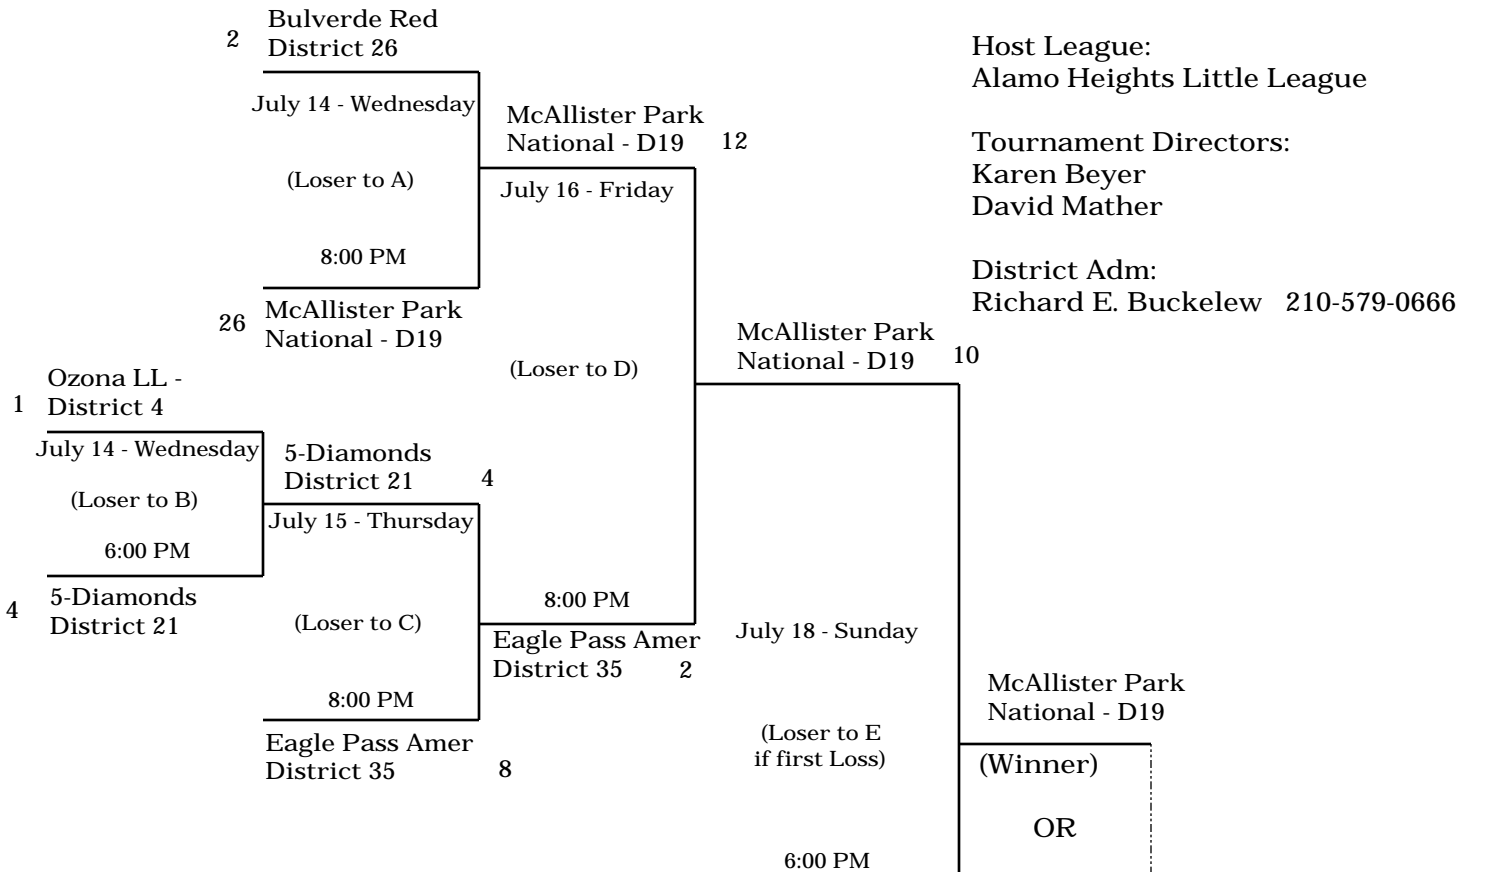 Bulverde Red
2 District 26
July 14 - Wednesday
(Loser to A)
8:00 PM
26 McAllister Park
National - D19
McAllister Park
National - D19 12
July 16 - Friday
(Loser to D)
8:00 PM
Ozona LL -
1 District 4
July 14 - Wednesday
(Loser to B)
6:00 PM
4 5-Diamonds
District 21
5-Diamonds
District 21 4
July 15 - Thursday
(Loser to C)
8:00 PM
Eagle Pass Amer
District 35 8
Eagle Pass Amer
District 35 2
McAllister Park
National - D19 10
July 18 - Sunday
(Loser to E
if first Loss)
6:00 PM
McAllister Park
National - D19
(Winner)
OR
Host League:
Alamo Heights Little League
Tournament Directors:
Karen Beyer
David Mather
District Adm:
Richard E. Buckelew 210-579-0666